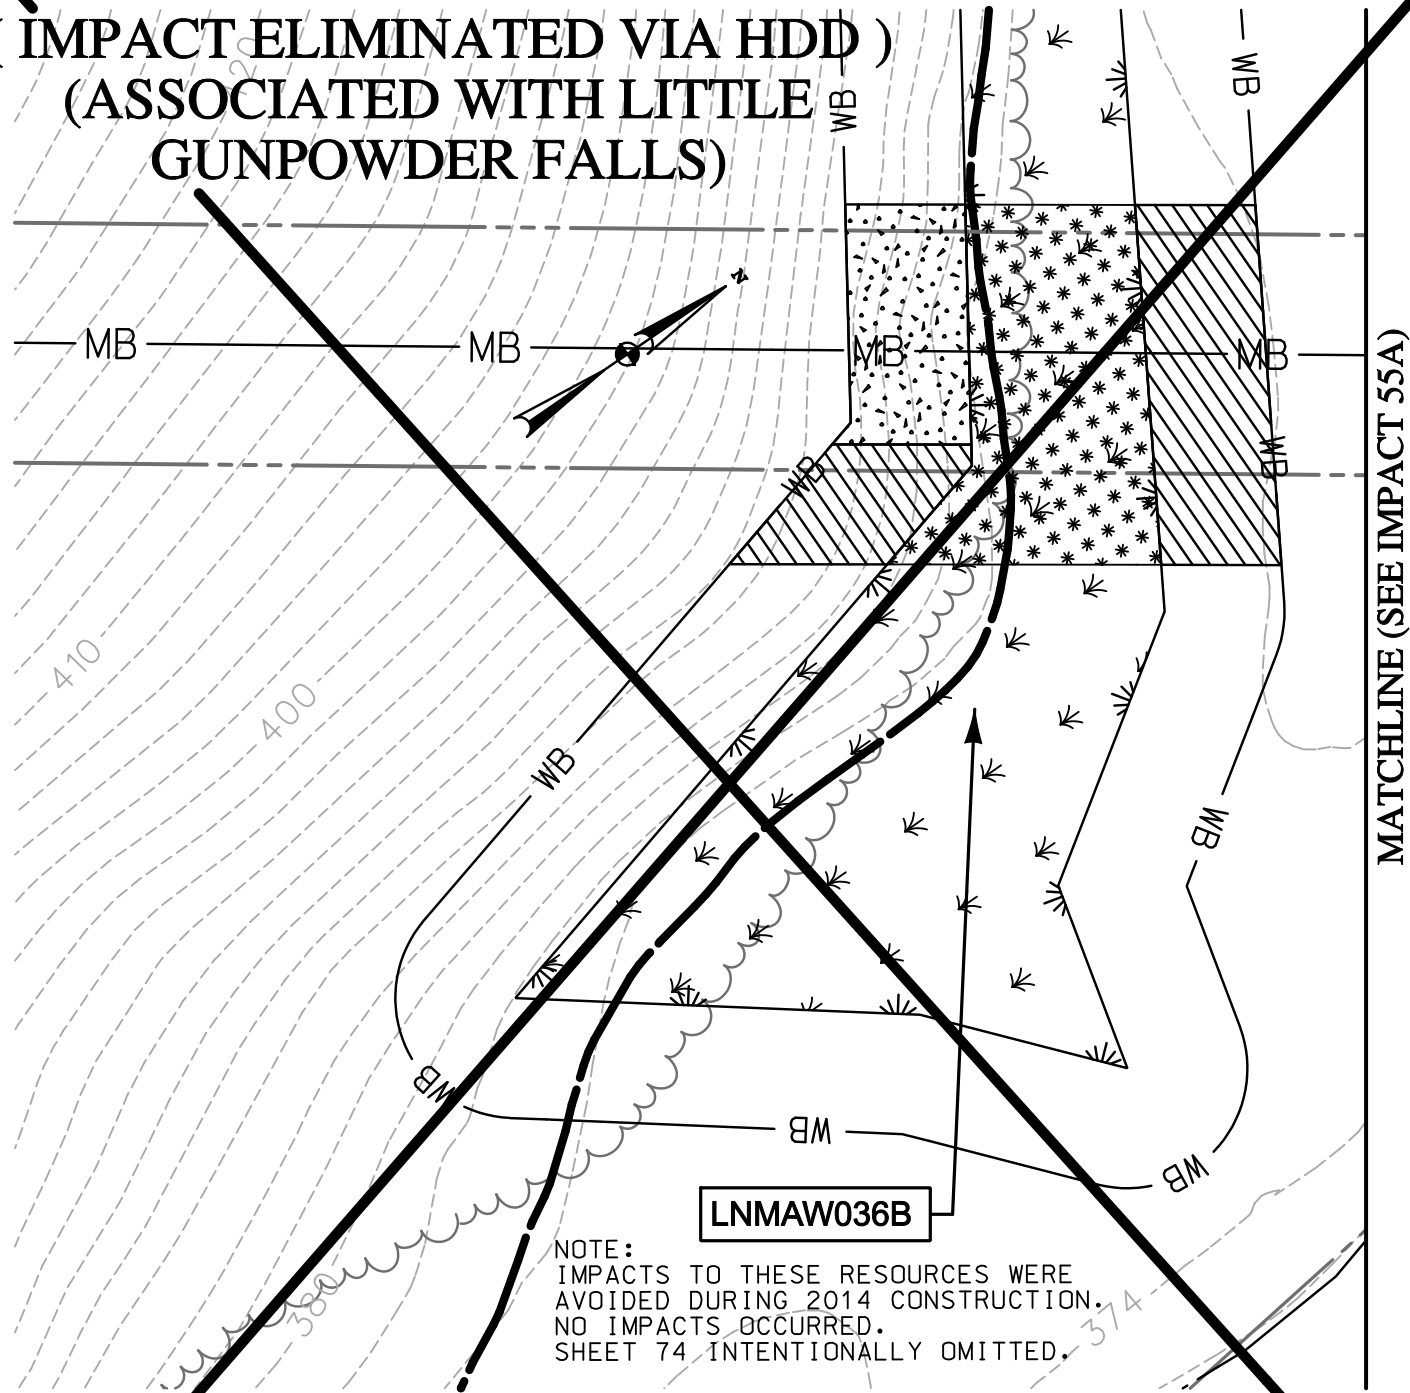 ( IMPACT ELIMINATED VIA HDD )
(ASSOCIATED WITH LITTLE
GUNPOWDER FALLS)
WB
WB
N
MB
MB
MB
MB
WB
WB
MATCHLINE (SEE IMPACT 55A)
410
400
WB
WB
WB
WB
WB
LNMAW036B
NOTE:
IMPACTS TO THESE RESOURCES WERE
AVOIDED DURING 2014 CONSTRUCTION.
NO IMPACTS OCCURRED.
SHEET 74 INTENTIONALLY OMITTED.
380
374